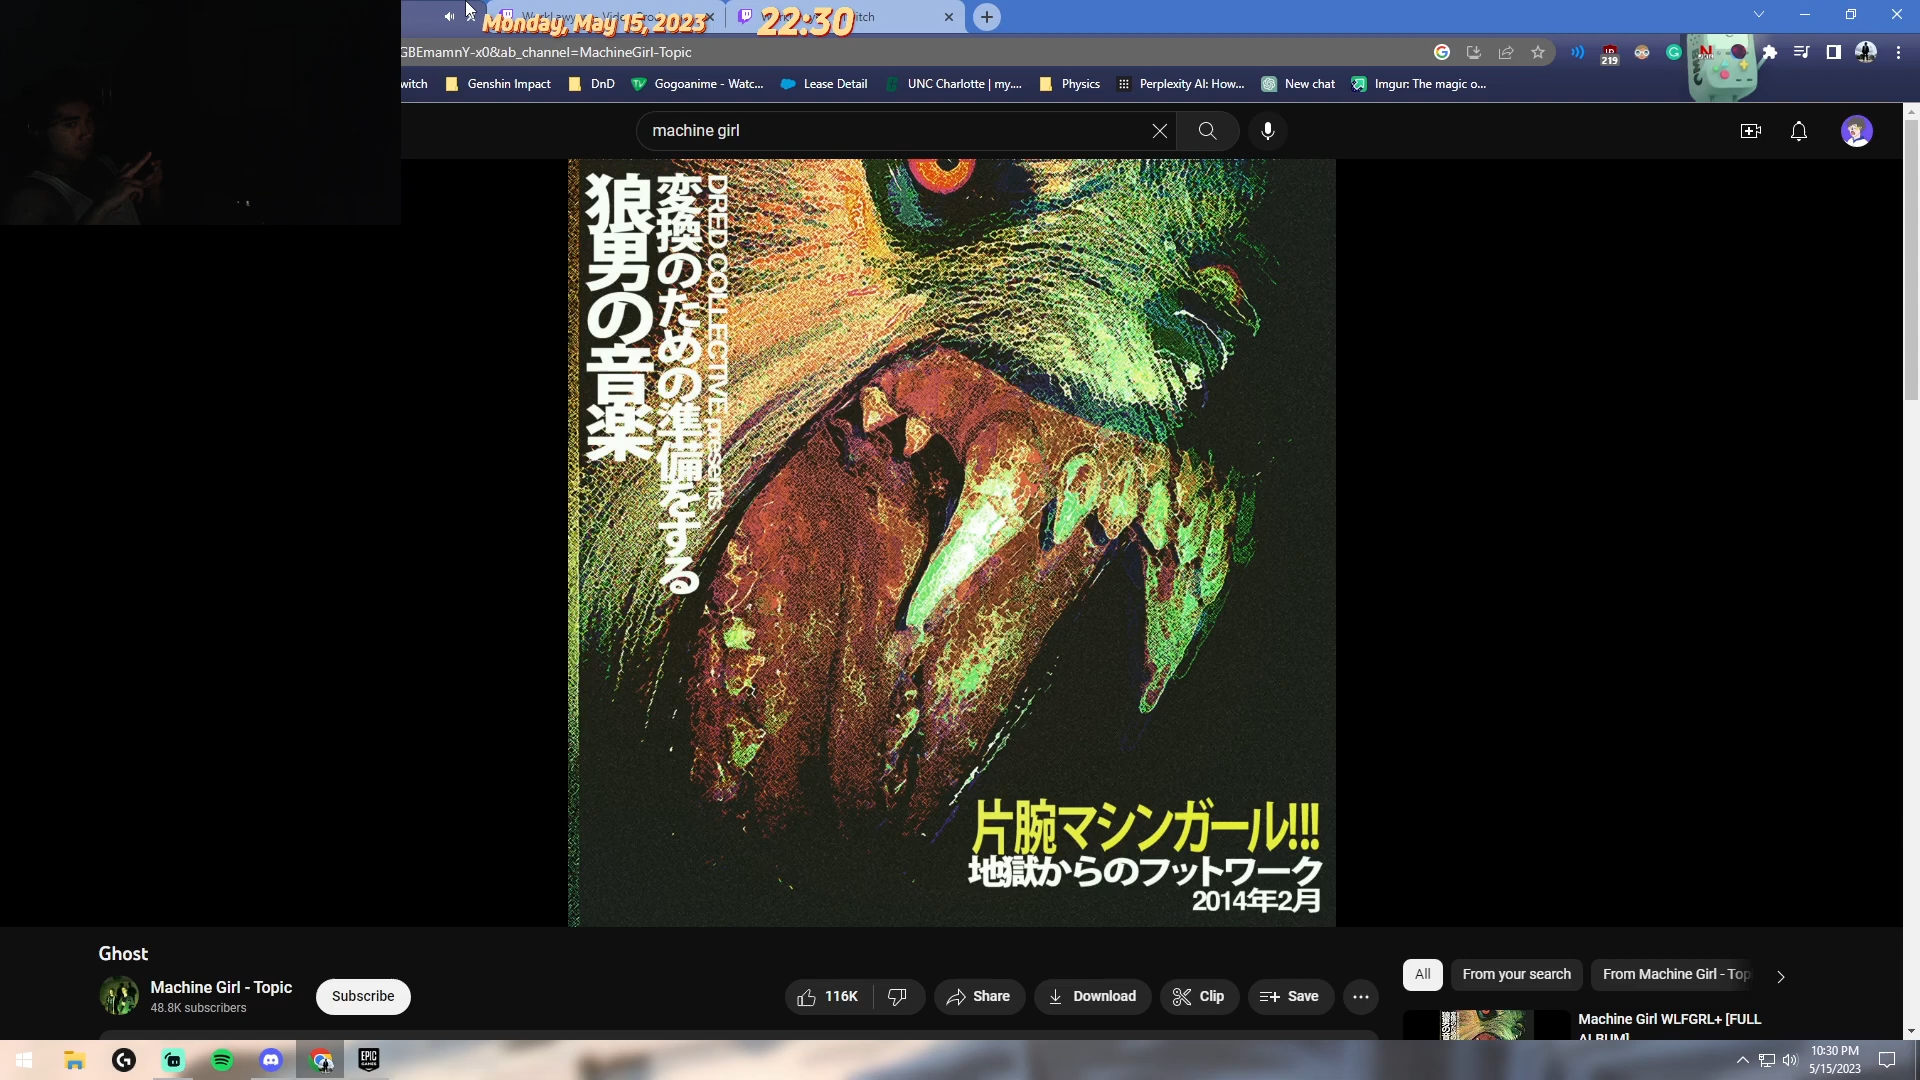 Monday, May 15, 2023
22:30
GBEmamnY-x0&ab_channel=MachineGirl-Topic
219
witch
Genshin Impact
DnD
Gogoanime - Watc...
Lease Detail
UNC Charlotte | my....
Physics
Perplexity AI: How...
New chat
Imgur: The magic o...
machine girl
DRED COLLECTIVE presents
変換のための準備をする
狼男の音楽
片腕マシンガール!!!
地獄からのフットワーク
2014年2月
Ghost
Machine Girl - Topic
48.8K subscribers
Subscribe
116K
Share
Download
Clip
Save
All
From your search
From Machine Girl - Top
Machine Girl WLFGRL+ [FULL
ALBUM]
EPIC
GAMES
10:30 PM
5/15/2023